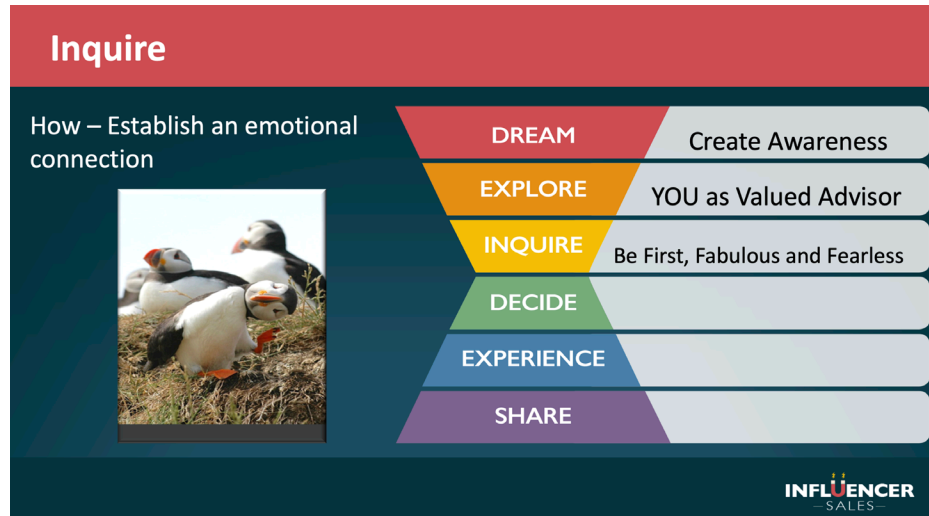 Inquire
How – Establish an emotional
connection
DREAM
Create Awareness
EXPLORE
YOU as Valued Advisor
INQUIRE
Be First, Fabulous and Fearless
DECIDE
EXPERIENCE
SHARE
INFLÜENCER
—SALES—